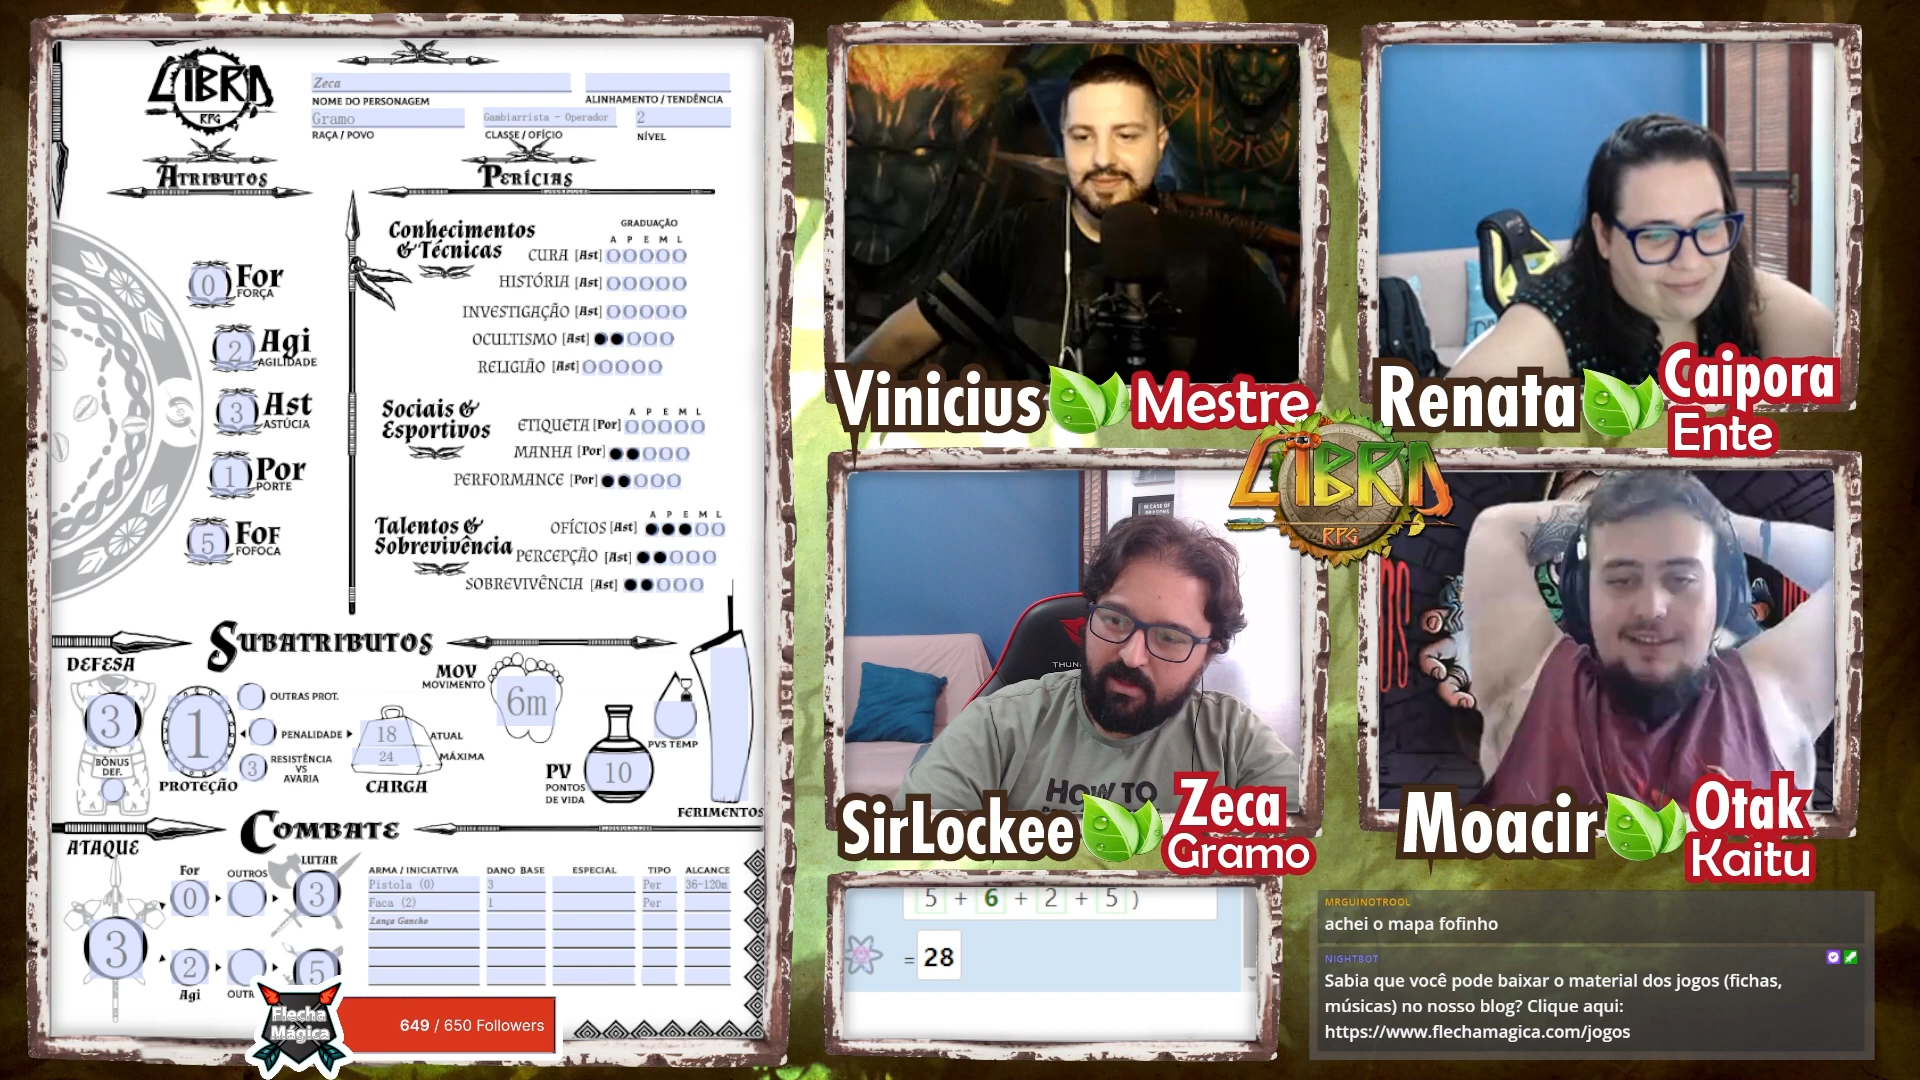 LIBRA
RPG
Zeca
NOME DO PERSONAGEM
ALINHAMENTO / TENDÊNCIA
Gramo
Gambiarrista - Operador
2
RAÇA / POVO
CLASSE / OFÍCIO
NÍVEL
ATRIBUTOS
PERÍCIAS
0 For
FORÇA
2 Agi
AGILIDADE
3 Ast
ASTÚCIA
1 Por
PORTE
5 Fof
FOFOCA
Conhecimentos
& Técnicas
GRADUAÇÃO
A P E M L
CURA [Ast]
HISTÓRIA [Ast]
INVESTIGAÇÃO [Ast]
OCULTISMO [Ast]
RELIGIÃO [Ast]
Sociais &
Esportivos
A P E M L
ETIQUETA [Por]
MANHA [Por]
PERFORMANCE [Por]
Talentos &
Sobrevivência
A P E M L
OFÍCIOS [Ast]
PERCEPÇÃO [Ast]
SOBREVIVÊNCIA [Ast]
SUBATRIBUTOS
DEFESA
3
BÔNUS
DEF.
1
PROTEÇÃO
OUTRAS PROT.
PENALIDADE
3
RESISTÊNCIA
VS
AVARIA
18
ATUAL
24
MÁXIMA
CARGA
MOV
MOVIMENTO
6m
PV
PONTOS
DE VIDA
10
PVS TEMP
FERIMENTOS
COMBATE
ATAQUE
3
For
0
OUTROS
LUTAR
3
2
Agi
OUTR
5
ARMA / INICIATIVA
DANO BASE
ESPECIAL
TIPO
ALCANCE
Pistola (0)
3
Per
36-120m
Faca (2)
1
Per
Lança Gancho
Flecha
Mágica
649 / 650 Followers
Vinicius
Mestre
Renata
Caipora
Ente
LIBRA
RPG
THUN
HOW TO
SirLockee
Zeca
Gramo
Moacir
Otak
Kaitu
5 + 6 + 2 + 5 )
= 28
MRGUINOTROOL
achei o mapa fofinho
NIGHTBOT
Sabia que você pode baixar o material dos jogos (fichas,
músicas) no nosso blog? Clique aqui:
https://www.flechamagica.com/jogos